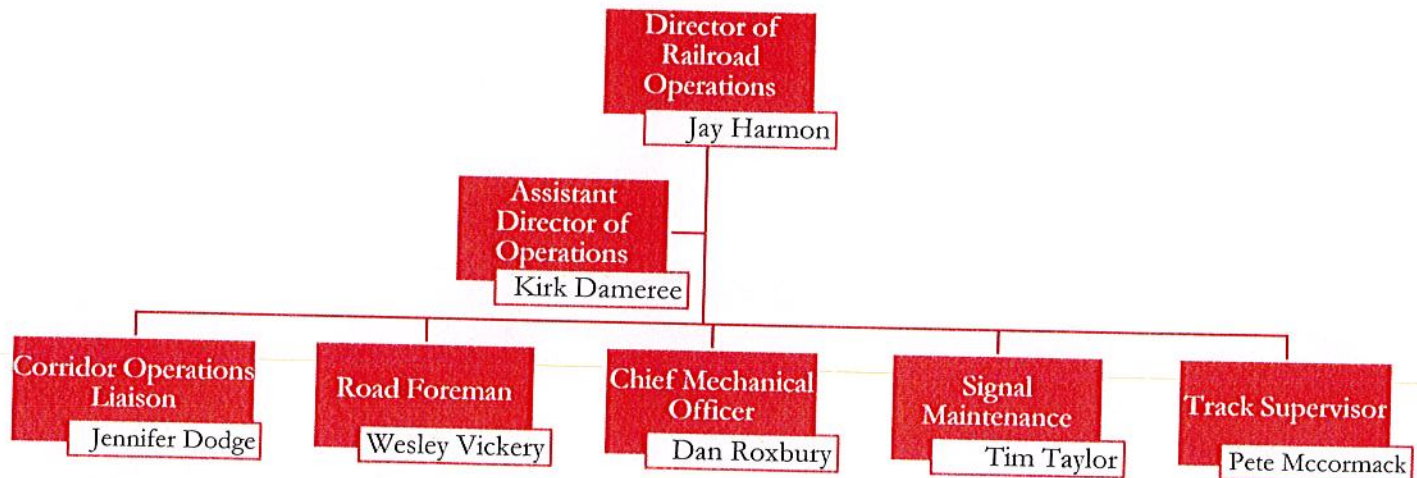 Director of
Railroad
Operations
Jay Harmon
Assistant
Director of
Operations
Kirk Dameree
Corridor Operations
Liaison
Jennifer Dodge
Road Foreman
Wesley Vickery
Chief Mechanical
Officer
Dan Roxbury
Signal
Maintenance
Tim Taylor
Track Supervisor
Pete Mccormack